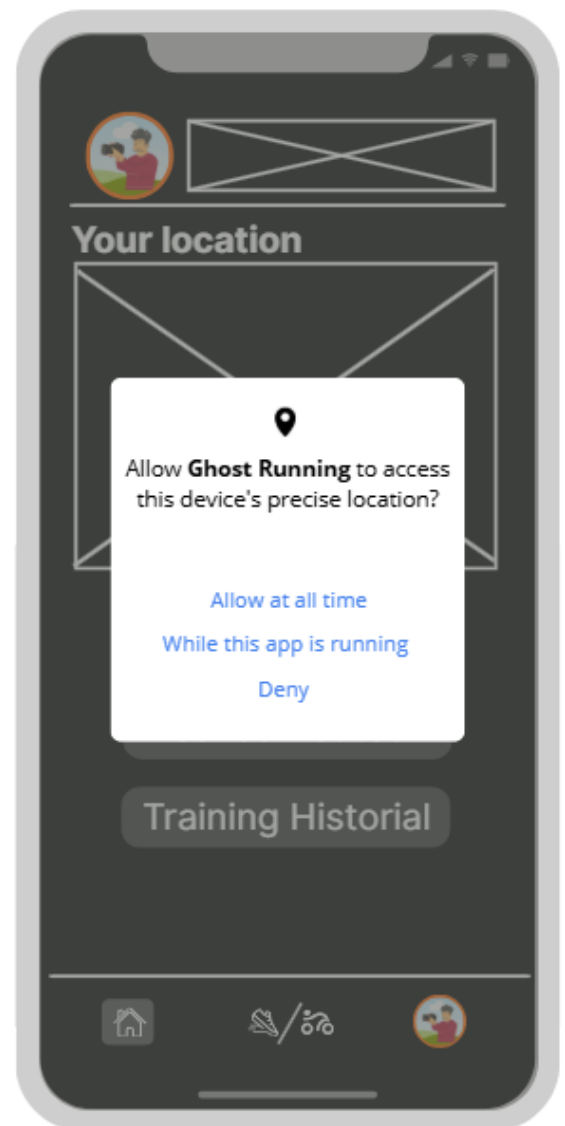 Your location
Allow Ghost Running to access
this device's precise location?
Allow at all time
While this app is running
Deny
Training Historial